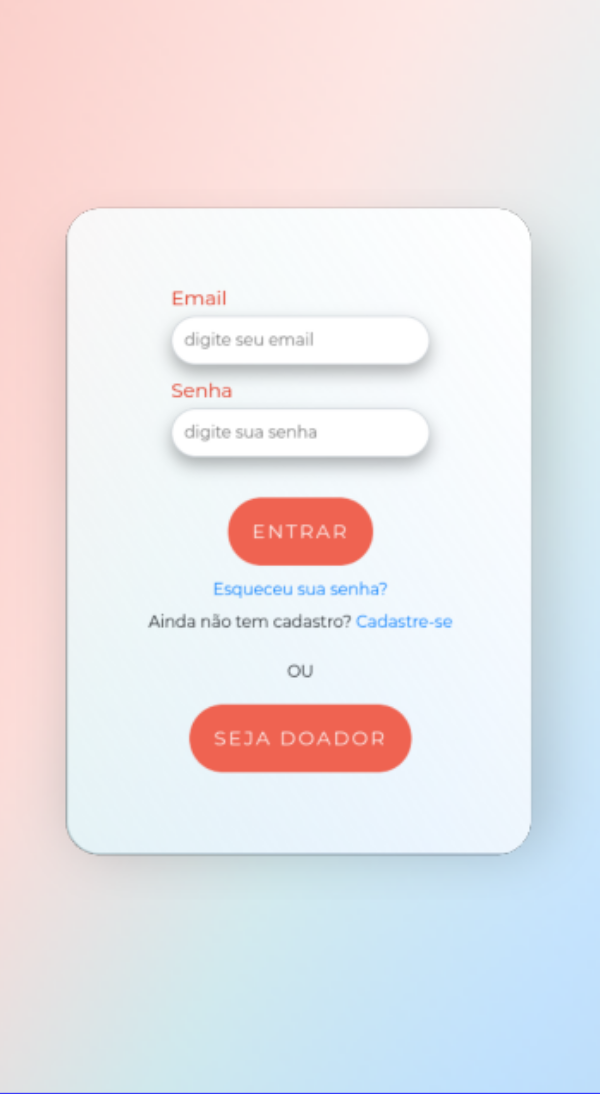 Email
digite seu email
Senha
digite sua senha
ENTRAR
Esqueceu sua senha?
Ainda não tem cadastro? Cadastre-se
OU
SEJA DOADOR